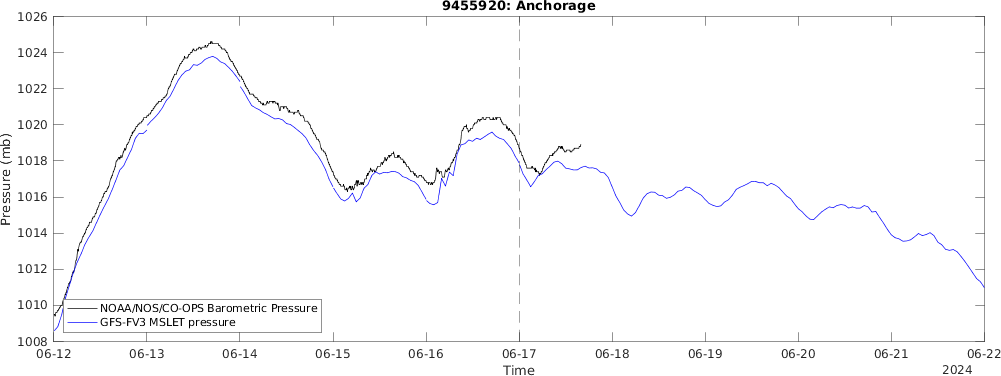 9455920: Anchorage
1026
1024
1022
1020
1018
1016
1014
1012
1010
1008
Pressure (mb)
NOAA/NOS/CO-OPS Barometric Pressure
GFS-FV3 MSLET pressure
06-12 06-13 06-14 06-15 06-16 06-17 06-18 06-19 06-20 06-21 06-22
Time
2024